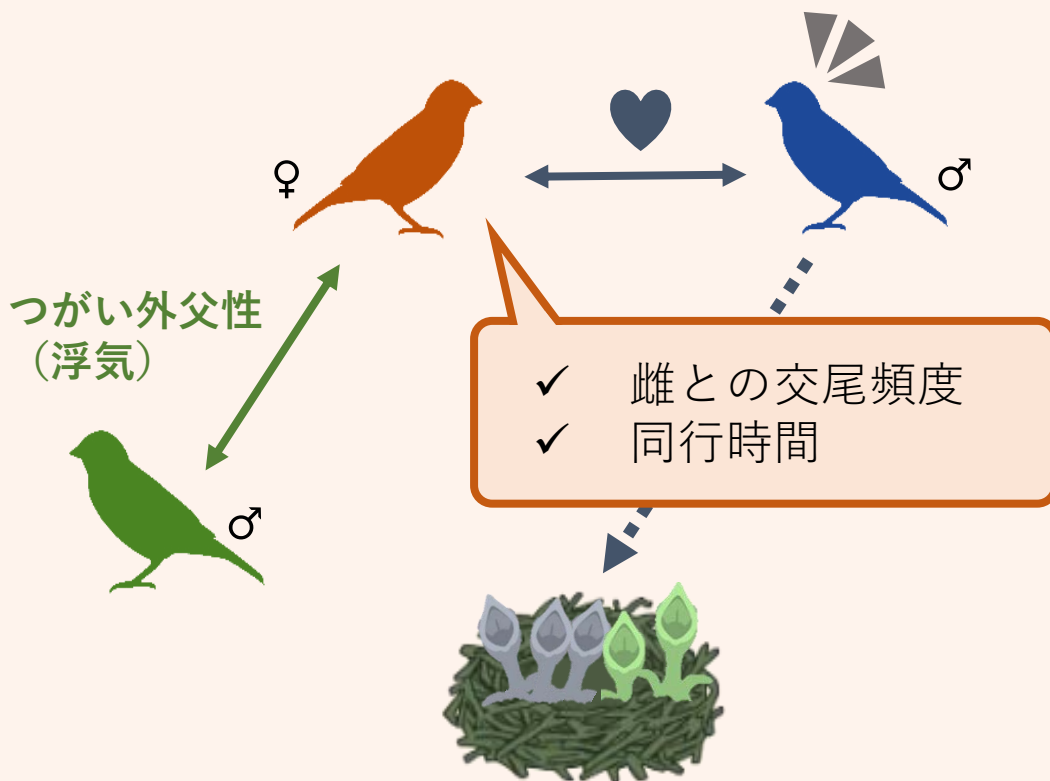 ♀
♂
つがい外父性
（浮気）
✓ 雌との交尾頻度
✓ 同行時間
♂